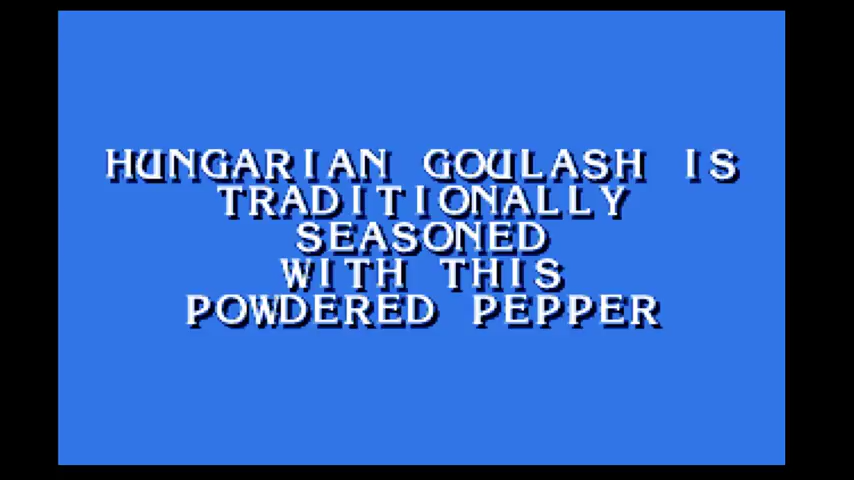 HUNGARIAN GOULASH IS
TRADITIONALLY
SEASONED
WITH THIS
POWDERED PEPPER